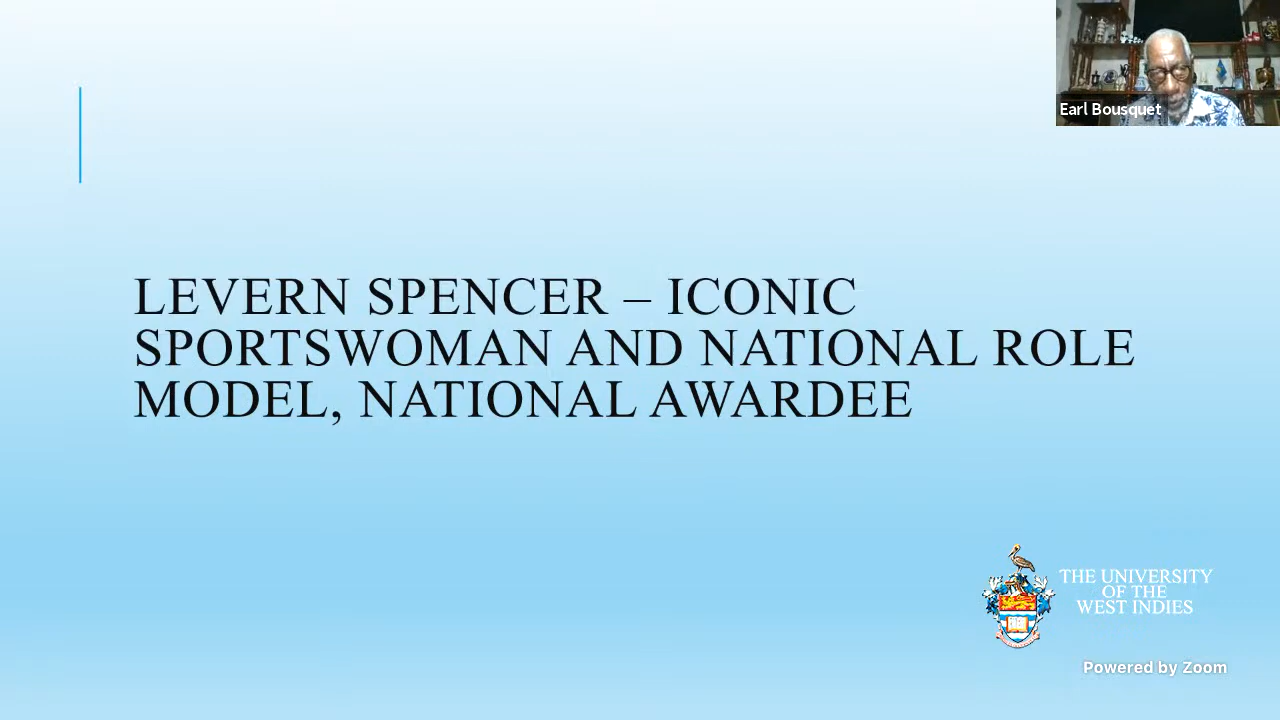 Earl Bousquet
LEVERN SPENCER – ICONIC
SPORTSWOMAN AND NATIONAL ROLE
MODEL, NATIONAL AWARDEE
THE UNIVERSITY
OF THE
WEST INDIES
Powered by Zoom